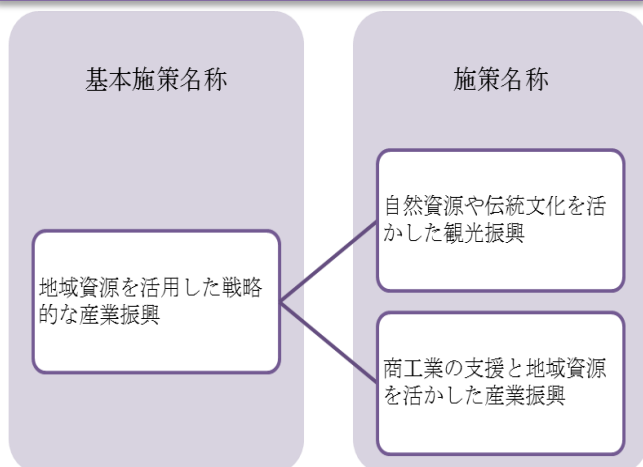 基本施策名称
施策名称
地域資源を活用した戦略
的な産業振興
自然資源や伝統文化を活
かした観光振興
商工業の支援と地域資源
を活かした産業振興